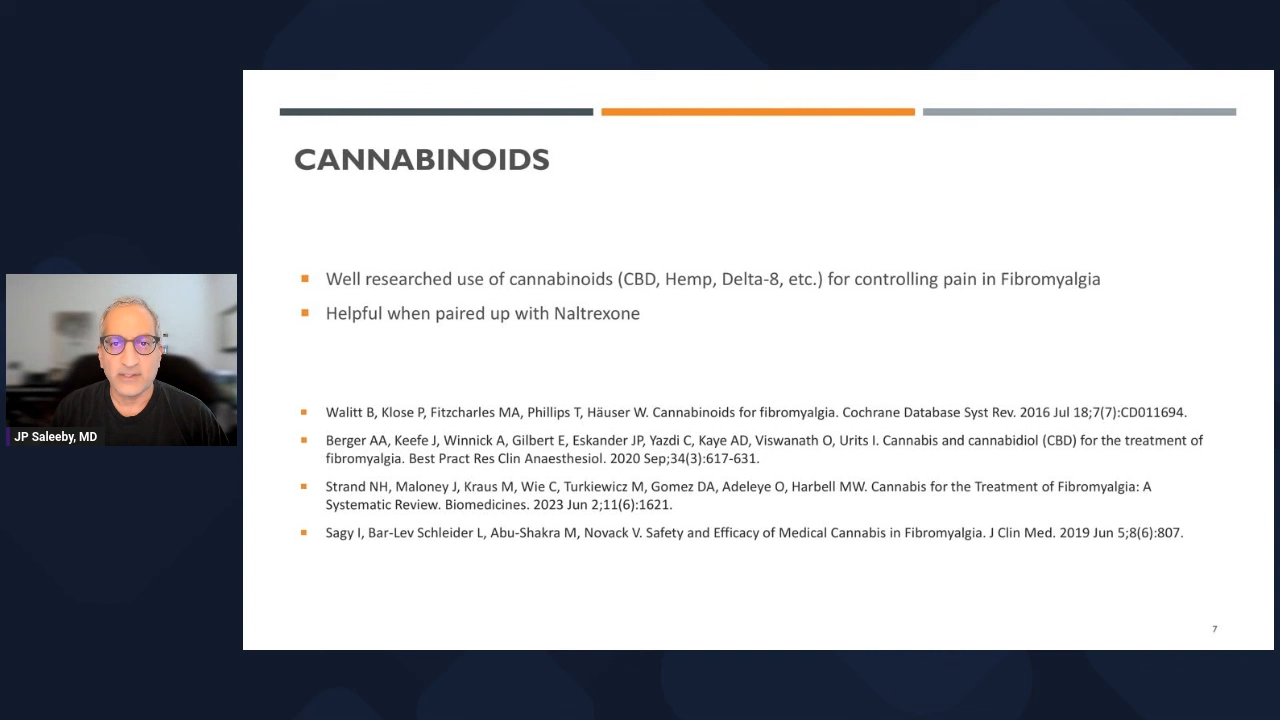 CANNABINOIDS
Well researched use of cannabinoids (CBD, Hemp, Delta-8, etc.) for controlling pain in Fibromyalgia
Helpful when paired up with Naltrexone
Walitt B, Klose P, Fitzcharles MA, Phillips T, Häuser W. Cannabinoids for fibromyalgia. Cochrane Database Syst Rev. 2016 Jul 18;7(7):CD011694.
Berger AA, Keefe J, Winnick A, Gilbert E, Eskander JP, Yazdi C, Kaye AD, Viswanath O, Urits I. Cannabis and cannabidiol (CBD) for the treatment of
fibromyalgia. Best Pract Res Clin Anaesthesiol. 2020 Sep;34(3):617-631.
Strand NH, Maloney J, Kraus M, Wie C, Turkiewicz M, Gomez DA, Adeleye O, Harbell MW. Cannabis for the Treatment of Fibromyalgia: A
Systematic Review. Biomedicines. 2023 Jun 2;11(6):1621.
Sagy I, Bar-Lev Schleider L, Abu-Shakra M, Novack V. Safety and Efficacy of Medical Cannabis in Fibromyalgia. J Clin Med. 2019 Jun 5;8(6):807.
7
JP Saleeby, MD